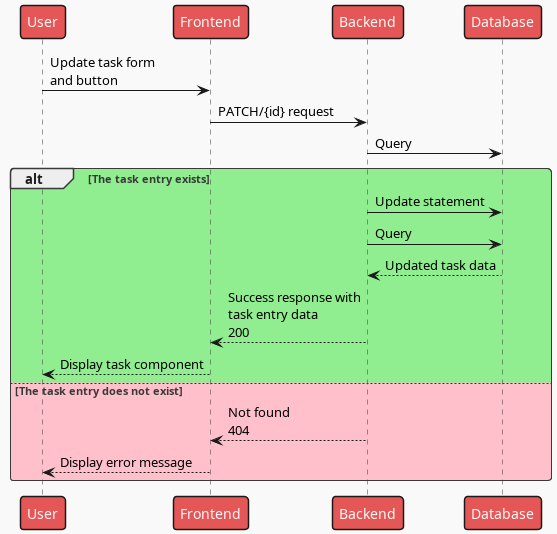 User Frontend Backend Database
Update task form
and button
PATCH/{id} request
Query
alt [The task entry exists]
Update statement
Query
Updated task data
Success response with
task entry data
200
Display task component
[The task entry does not exist]
Not found
404
Display error message
User Frontend Backend Database